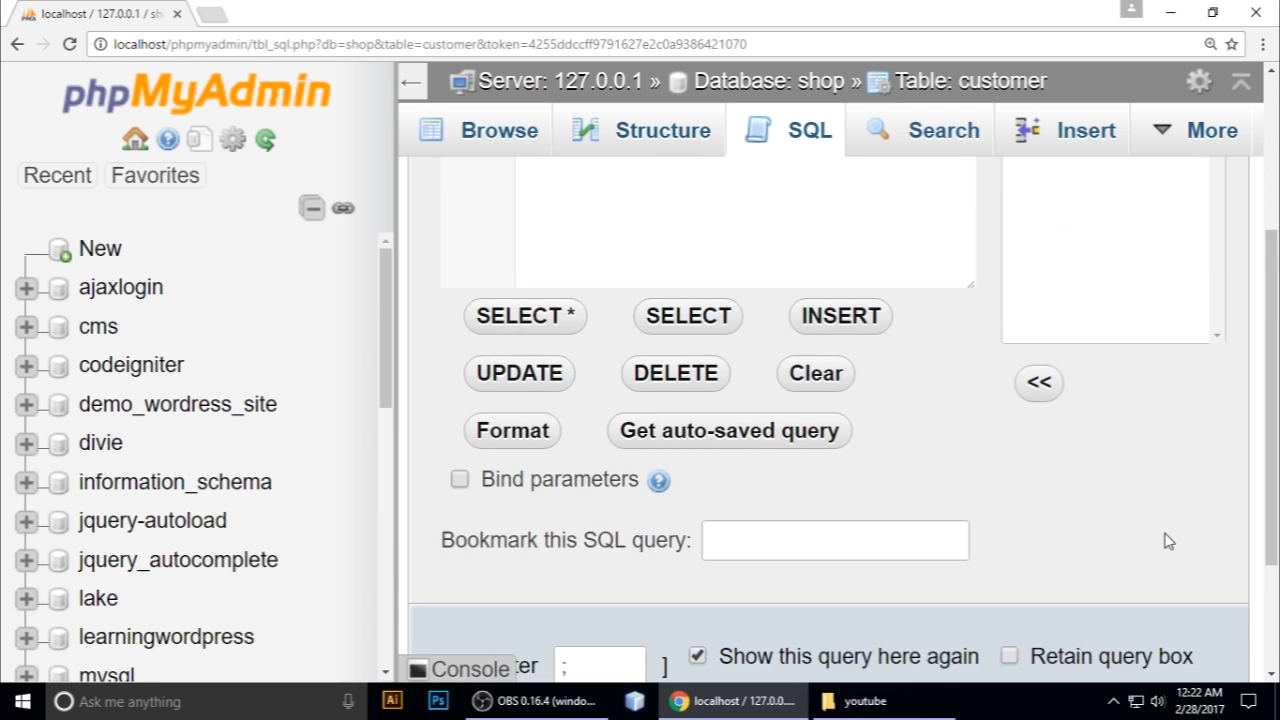 localhost / 127.0.0.1 / sh
localhost/phpmyadmin/tbl_sql.php?db=shop&table=customer&token=4255ddccff9791627e2c0a9386421070
phpMyAdmin
Recent Favorites
New
ajaxlogin
cms
codeigniter
demo_wordress_site
divie
information_schema
jquery-autoload
jquery_autocomplete
lake
learningwordpress
mysql
Server: 127.0.0.1 » Database: shop » Table: customer
Browse Structure SQL Search Insert More
SELECT * SELECT INSERT
UPDATE DELETE Clear
<<
Format Get auto-saved query
Bind parameters
Bookmark this SQL query:
Console ter ; ] Show this query here again Retain query box
Ask me anything Ai Ps OBS 0.16.4 (windo... localhost / 127.0.0.... youtube 12:22 AM
2/28/2017